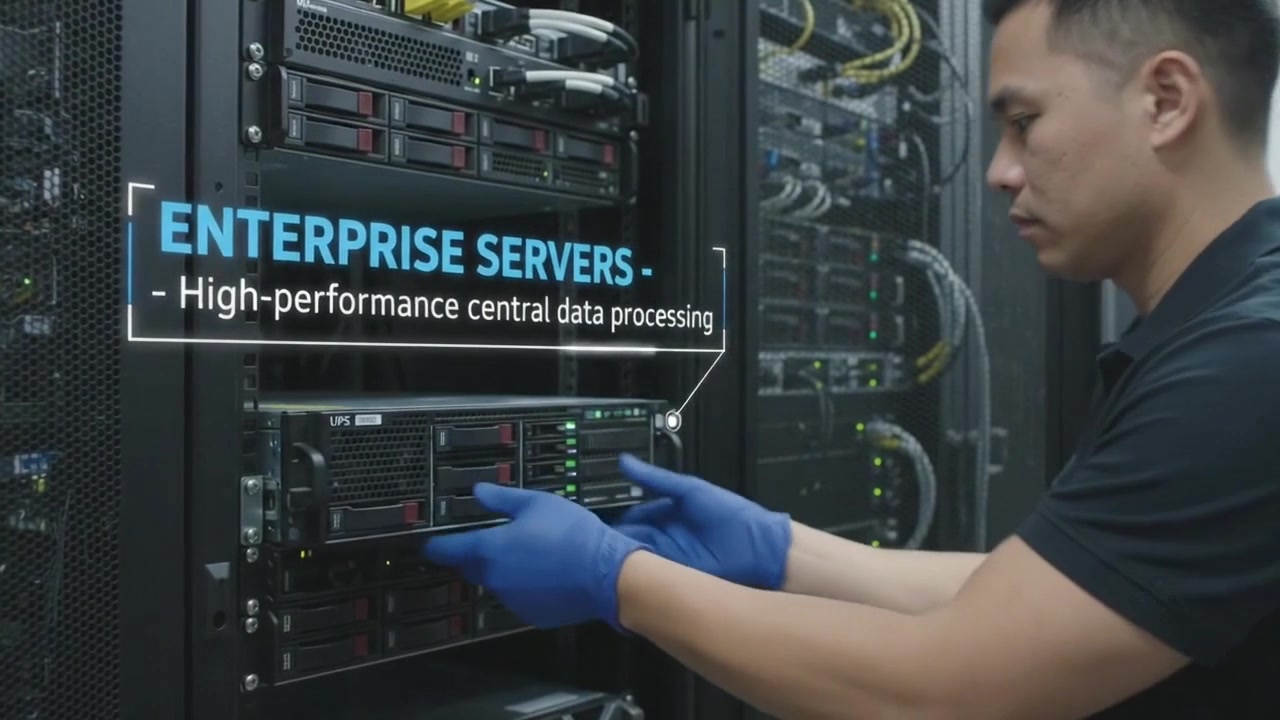 ENTERPRISE SERVERS -
- High-performance central data processing
UPS